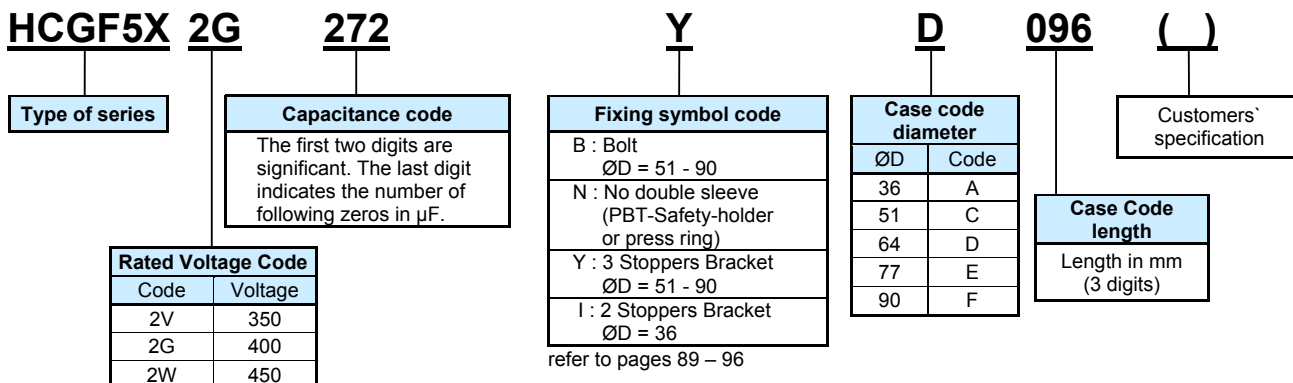 HCGF5X 2G 272 Y D 096 ( )
Type of series
Capacitance code
The first two digits are
significant. The last digit
indicates the number of
following zeros in µF.
Rated Voltage Code
Code Voltage
2V 350
2G 400
2W 450
Fixing symbol code
B : Bolt
ØD = 51 - 90
N : No double sleeve
(PBT-Safety-holder
or press ring)
Y : 3 Stoppers Bracket
ØD = 51 - 90
I : 2 Stoppers Bracket
ØD = 36
refer to pages 89 – 96
Case code
diameter
ØD Code
36 A
51 C
64 D
77 E
90 F
Case Code
length
Length in mm
(3 digits)
Customers`
specification